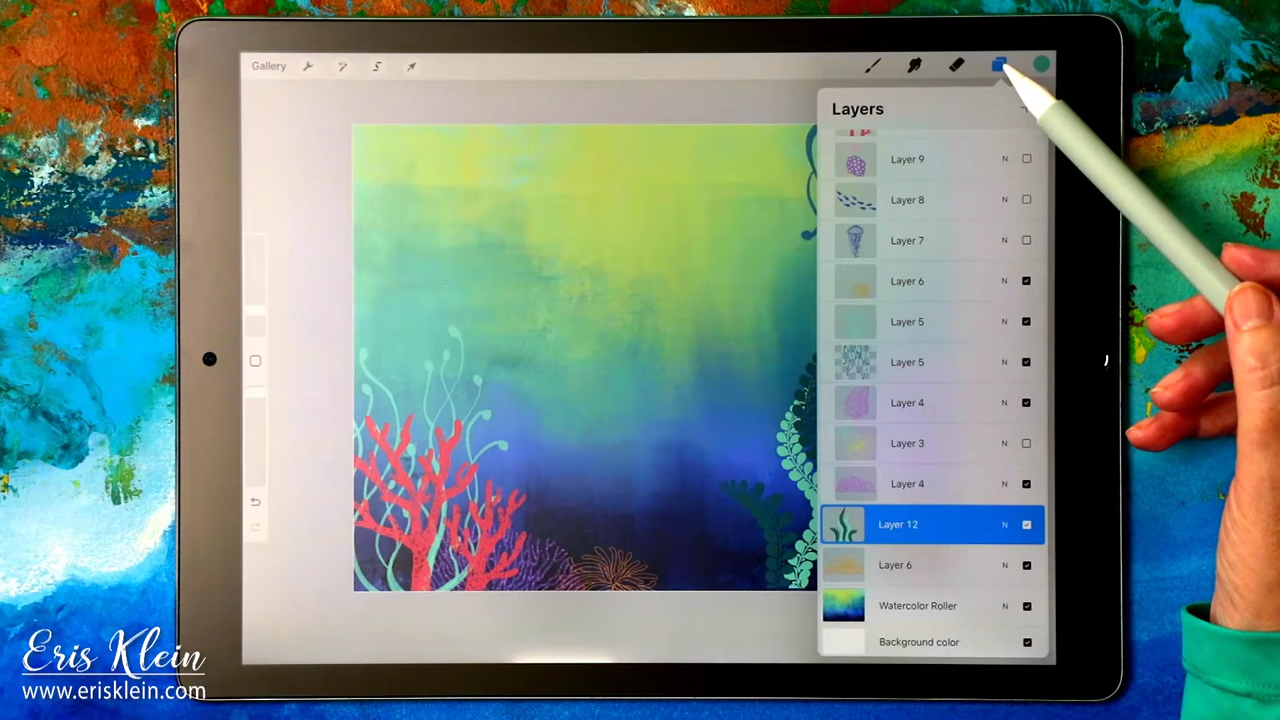 Gallery
Layers
Layer 9 N
Layer 8 N
Layer 7 N
Layer 6 N
Layer 5 N
Layer 5 N
Layer 4 N
Layer 3 N
Layer 4 N
Layer 12 N
Layer 6 N
Watercolor Roller N
Background color
Eris Klein
www.erisklein.com